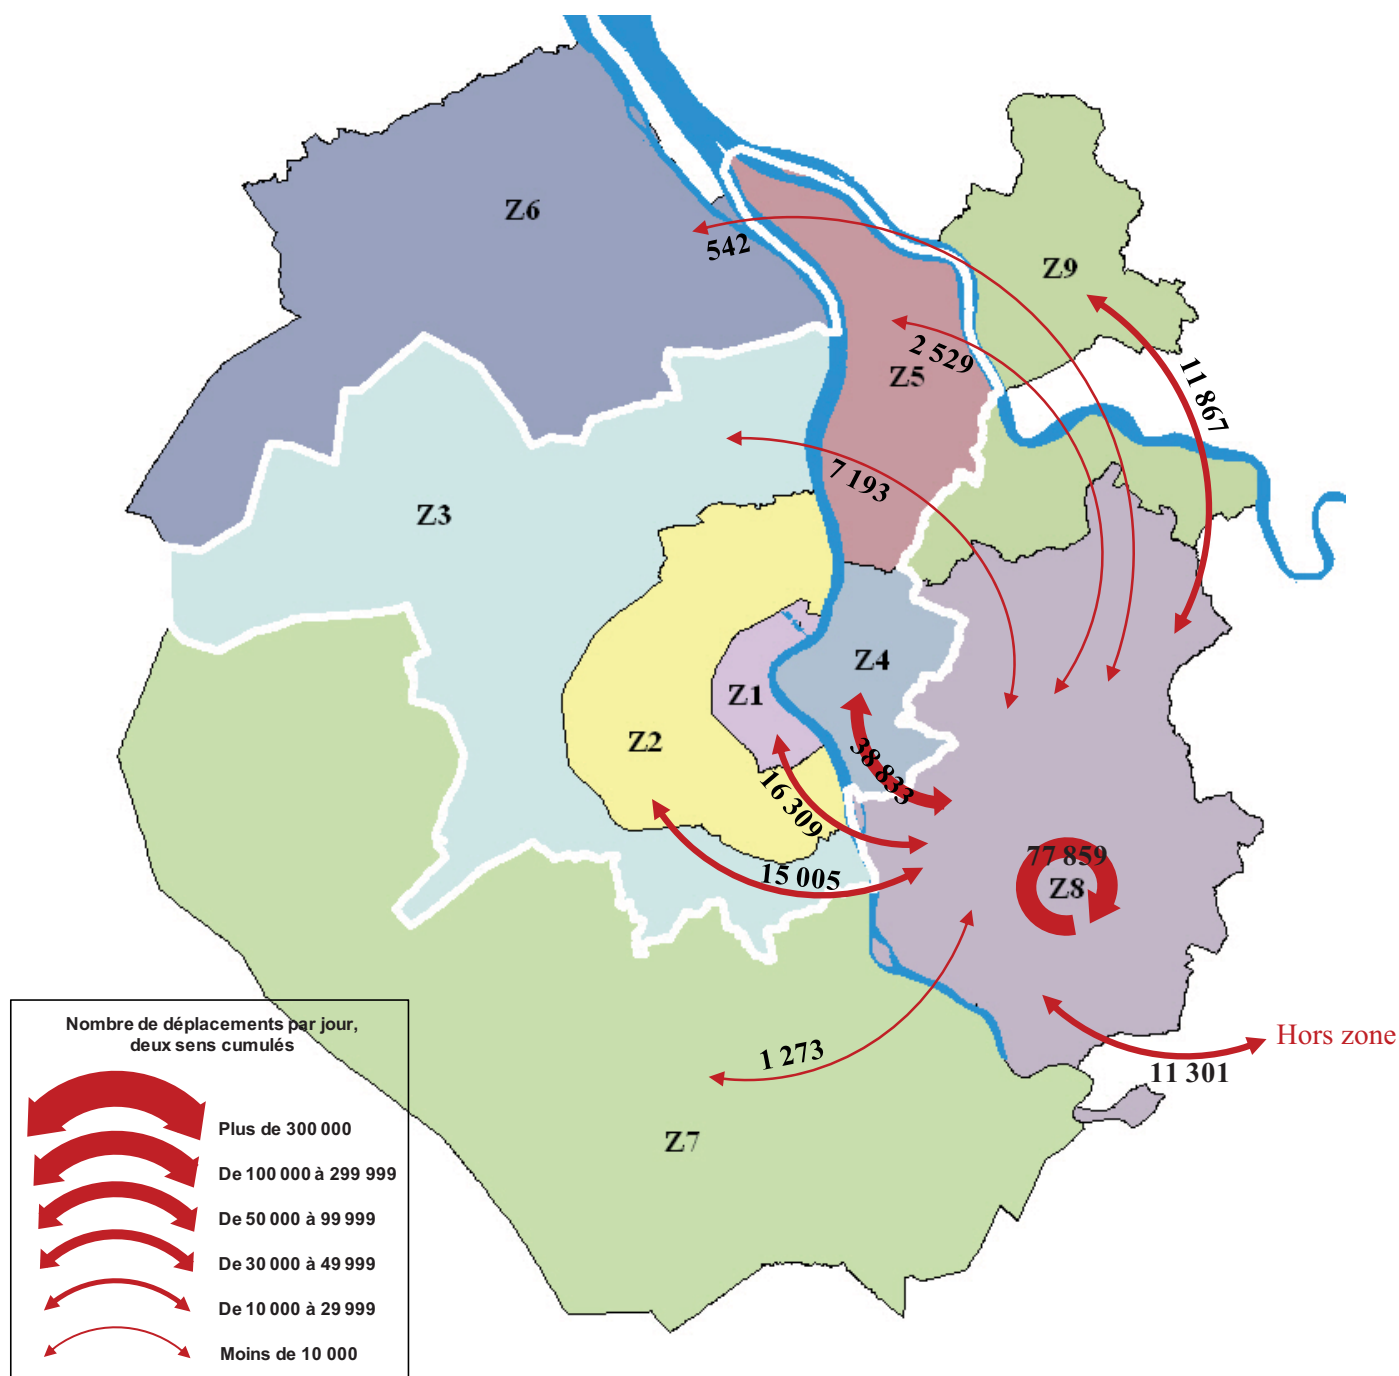 Z6
542
Z9
2 529
Z5
11 867
7 193
Z3
Z4
Z1
Z2
38 833
16 309
15 005
77 859
Z8
1 273
Hors zone
11 301
Z7
Nombre de déplacements par jour,
deux sens cumulés
Plus de 300 000
De 100 000 à 299 999
De 50 000 à 99 999
De 30 000 à 49 999
De 10 000 à 29 999
Moins de 10 000